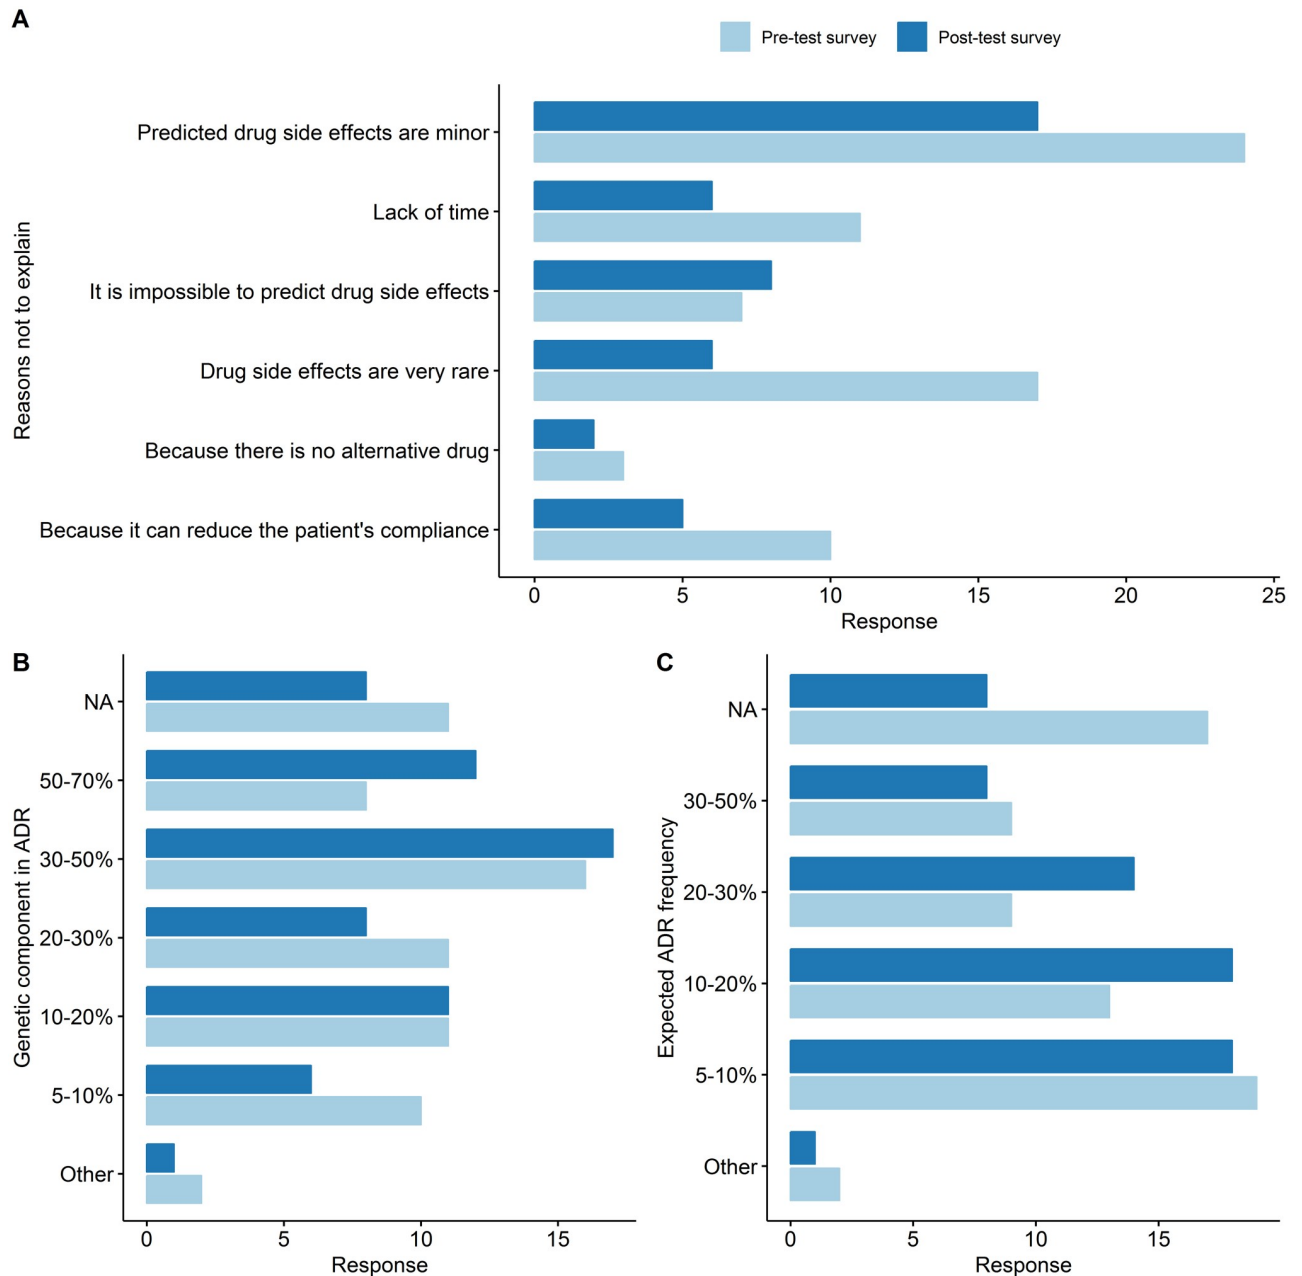 A
Pre-test survey
Post-test survey
Reasons not to explain
Predicted drug side effects are minor
Lack of time
It is impossible to predict drug side effects
Drug side effects are very rare
Because there is no alternative drug
Because it can reduce the patient's compliance
0 5 10 15 20 25
Response
B
Genetic component in ADR
NA
50-70%
30-50%
20-30%
10-20%
5-10%
Other
0 5 10 15
Response
C
Expected ADR frequency
NA
30-50%
20-30%
10-20%
5-10%
Other
0 5 10 15
Response